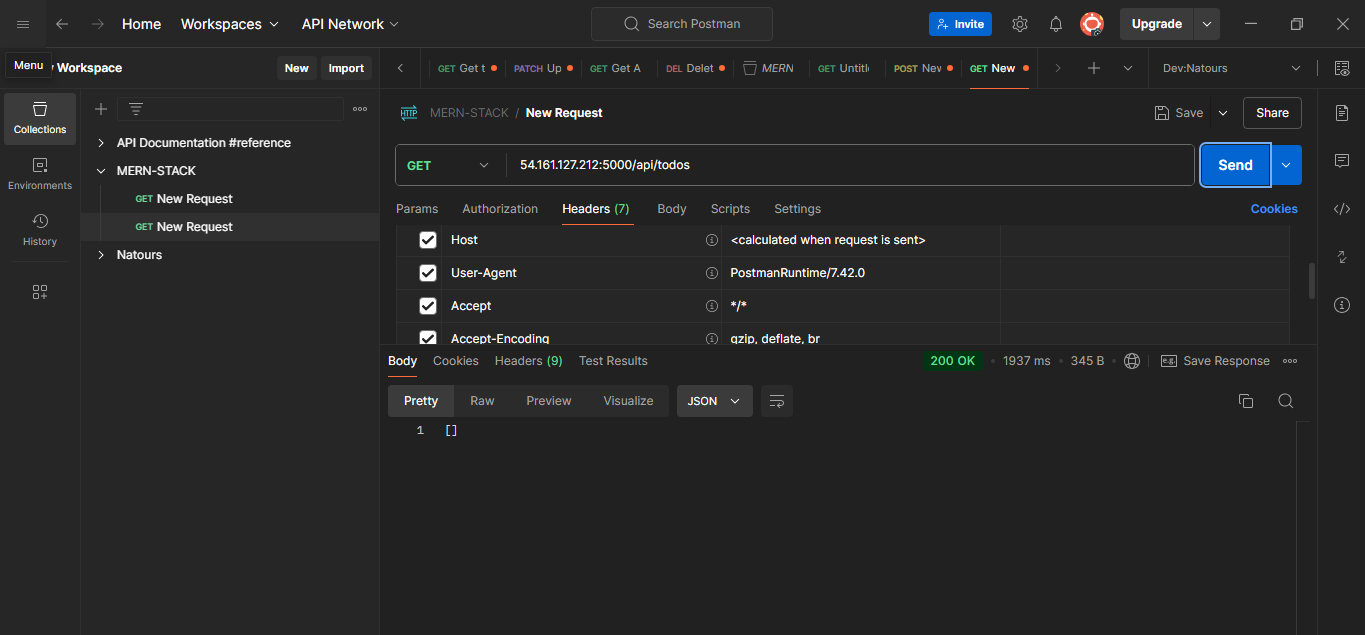 Home Workspaces API Network Search Postman Invite Upgrade
Menu
Workspace New Import
GET Get t PATCH Up GET Get A DEL Delet MERN GET Untitl POST Nev GET New Dev:Natours
HTTP MERN-STACK / New Request Save Share
Collections
Environments
History
API Documentation #reference
MERN-STACK
GET New Request
GET New Request
Natours
GET 54.161.127.212:5000/api/todos Send
Params Authorization Headers (7) Body Scripts Settings Cookies
Host <calculated when request is sent>
User-Agent PostmanRuntime/7.42.0
Accept */*
Accept-Encoding gzip, deflate, br
Body Cookies Headers (9) Test Results 200 OK 1937 ms 345 B e.g. Save Response
Pretty Raw Preview Visualize JSON
1 []